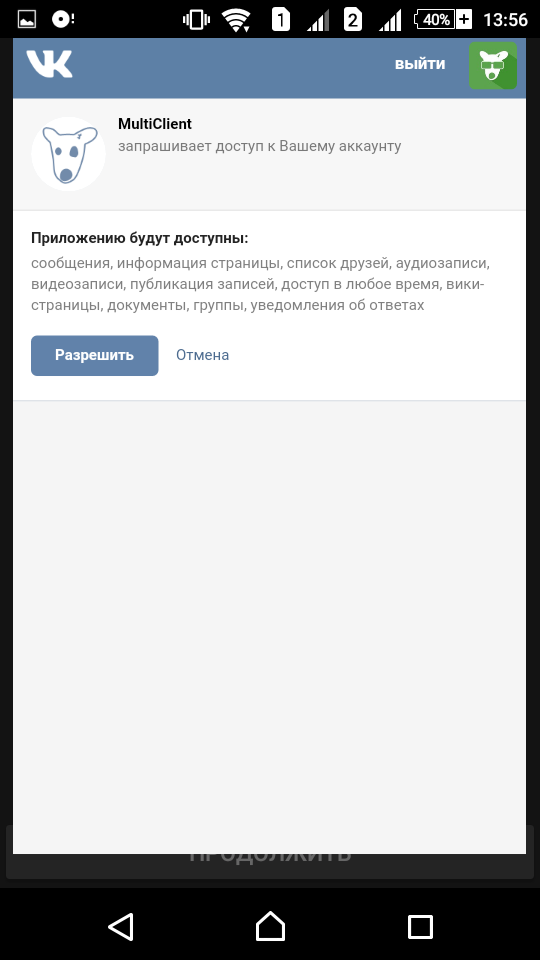 1
2
40%
13:56
VK
выйти
MultiClient
запрашивает доступ к Вашему аккаунту
Приложению будут доступны:
сообщения, информация страницы, список друзей, аудиозаписи,
видеозаписи, публикация записей, доступ в любое время, вики-
страницы, документы, группы, уведомления об ответах
Разрешить
Отмена
ПРОДОЛЖИТЬ